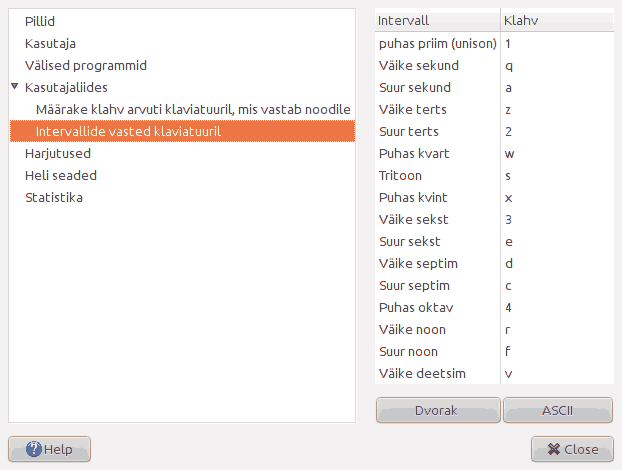 Pillid
Kasutaja
Välised programmid
Kasutajaliides
Määrake klahv arvuti klaviatuuril, mis vastab noodile
Intervallide vasted klaviatuuril
Harjutused
Heli seaded
Statistika
Intervall Klahv
puhas priim (unison) 1
Väike sekund q
Suur sekund a
Väike terts z
Suur terts 2
Puhas kvart w
Tritoon s
Puhas kvint x
Väike sekst 3
Suur sekst e
Väike septim d
Suur septim c
Puhas oktav 4
Väike noon r
Suur noon f
Väike deetsim v
Dvorak ASCII
Help Close